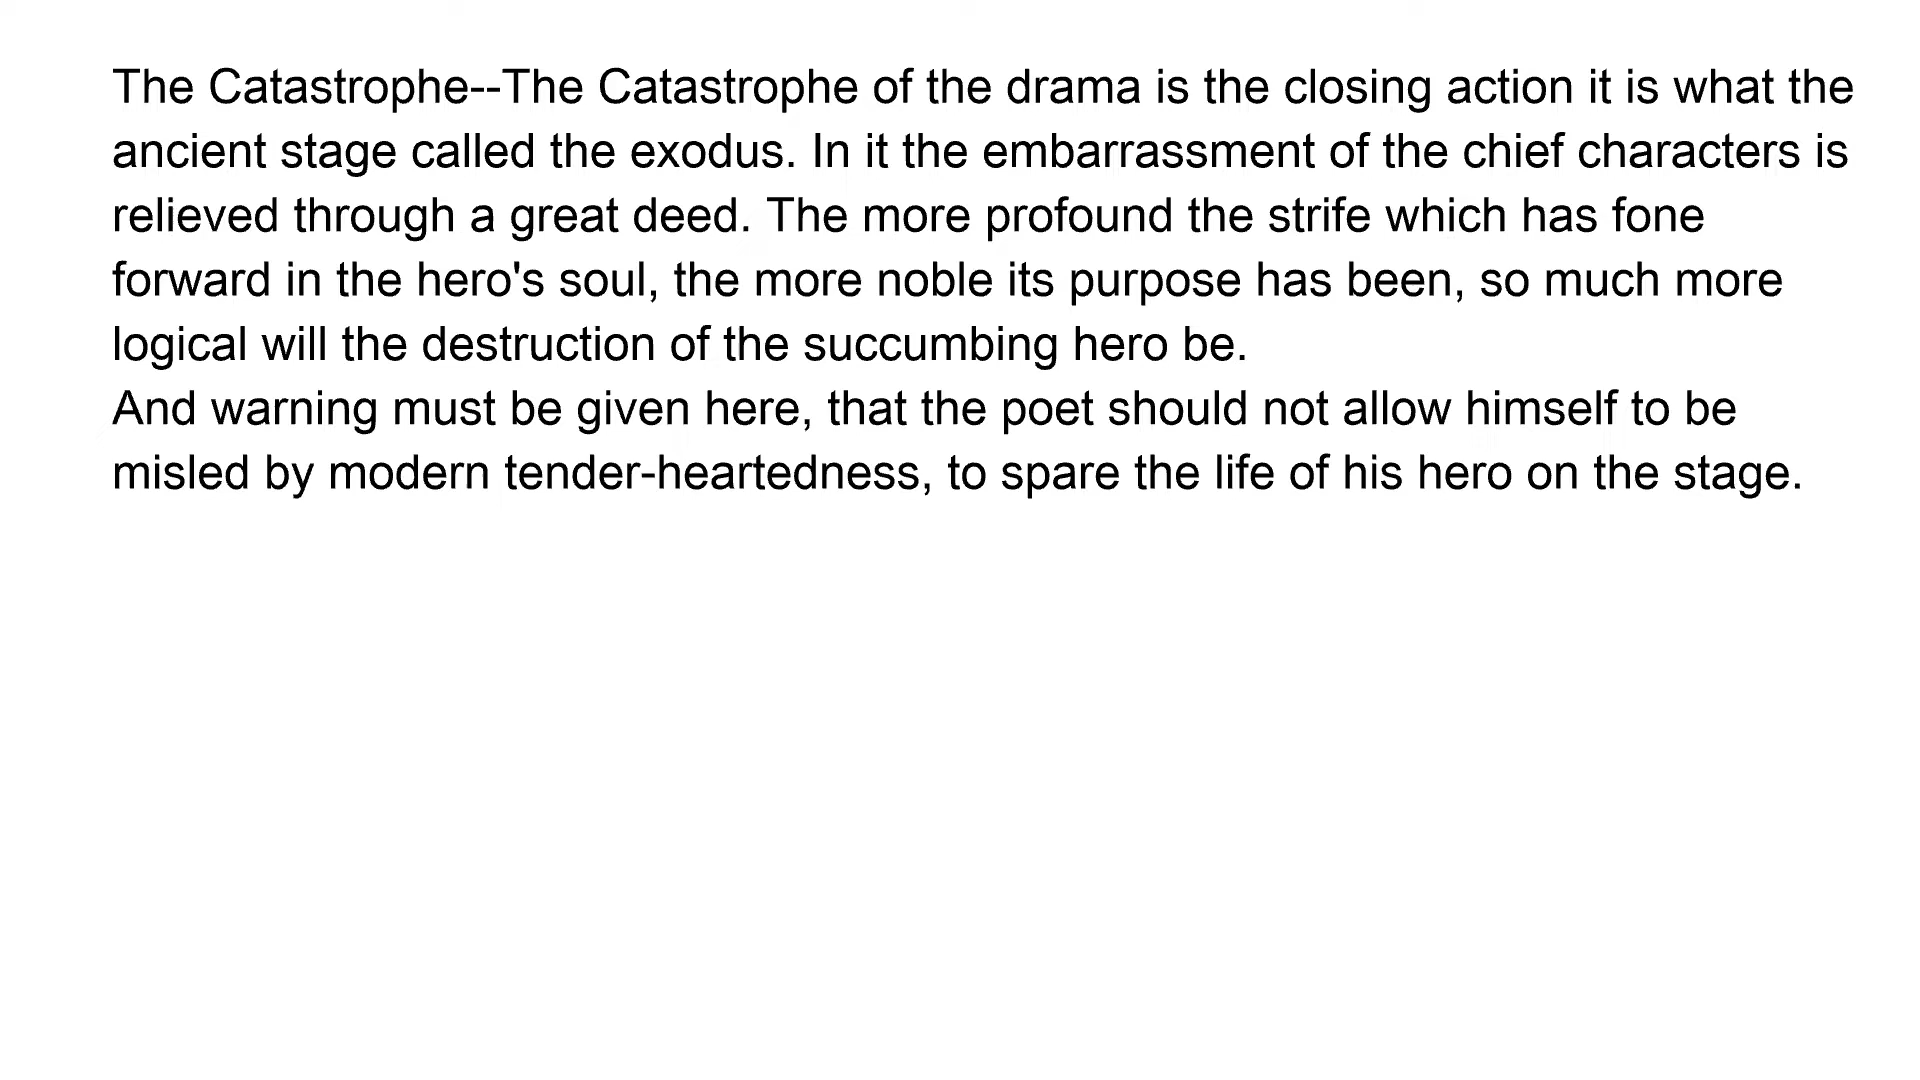 The Catastrophe--The Catastrophe of the drama is the closing action it is what the
ancient stage called the exodus. In it the embarrassment of the chief characters is
relieved through a great deed. The more profound the strife which has fone
forward in the hero's soul, the more noble its purpose has been, so much more
logical will the destruction of the succumbing hero be.
And warning must be given here, that the poet should not allow himself to be
misled by modern tender-heartedness, to spare the life of his hero on the stage.